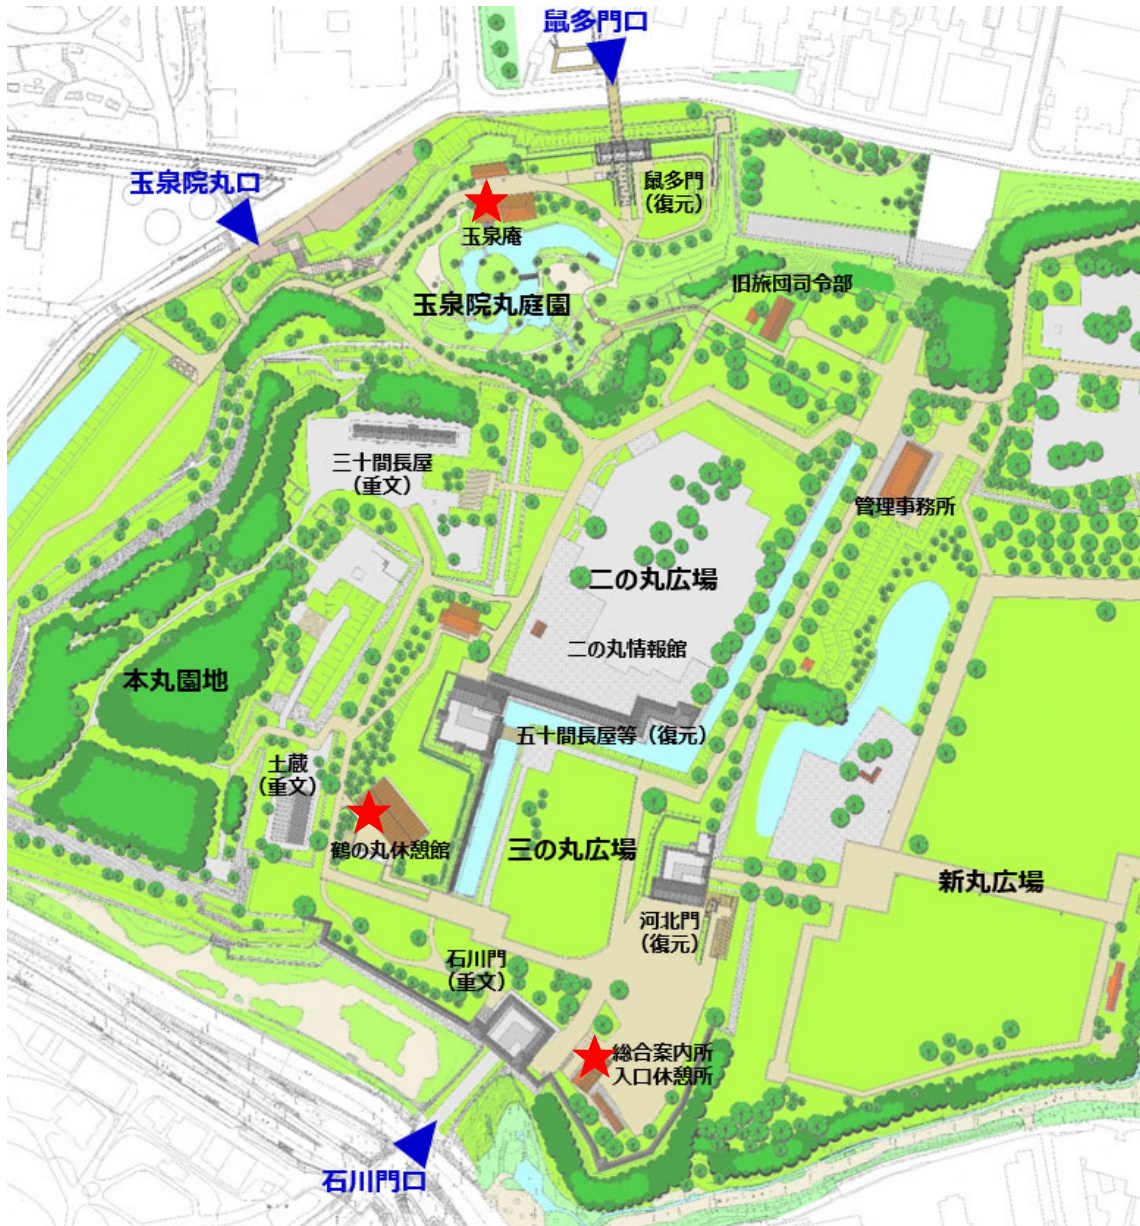 鼠多門口
玉泉院丸口
鼠多門
（復元）
玉泉庵
旧旅団司令部
玉泉院丸庭園
三十間長屋
（重文）
管理事務所
二の丸広場
二の丸情報館
本丸園地
五十間長屋等（復元）
土蔵
（重文）
鶴の丸休憩館
三の丸広場
新丸広場
河北門
（復元）
石川門
（重文）
総合案内所
入口休憩所
石川門口